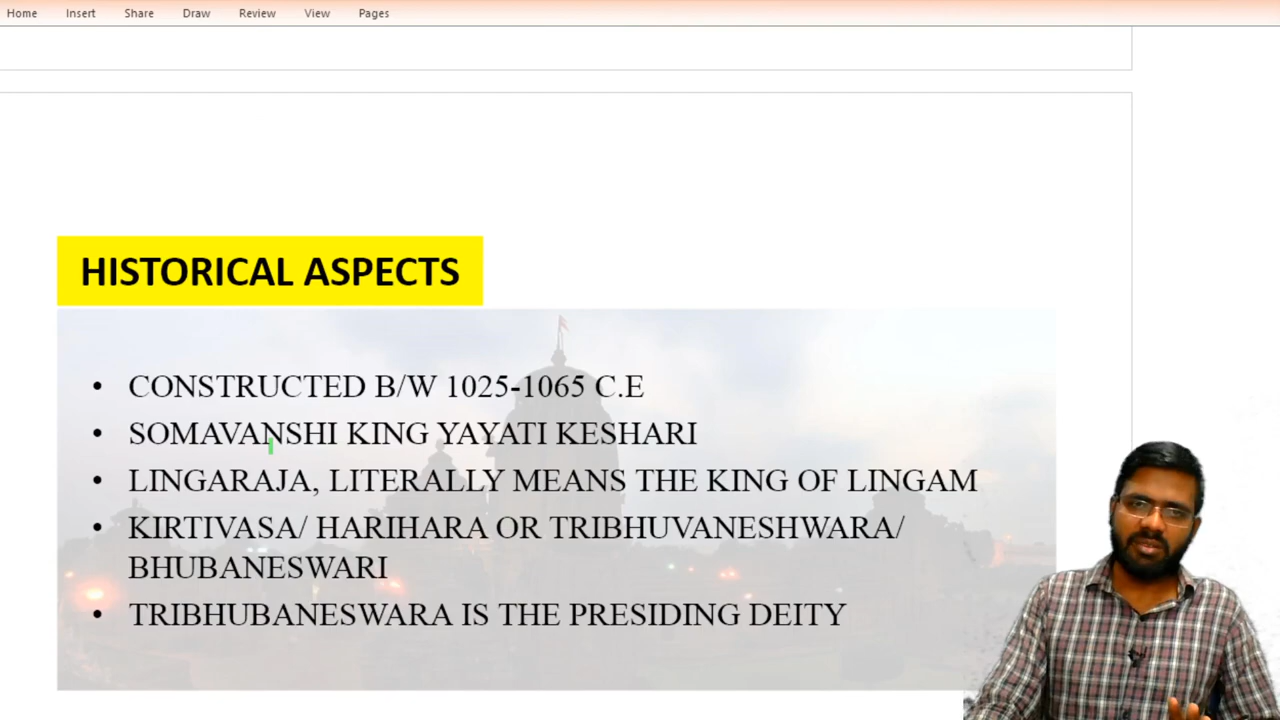 Home Insert Share Draw Review View Pages
HISTORICAL ASPECTS
• CONSTRUCTED B/W 1025-1065 C.E
• SOMAVANSHI KING YAYATI KESHARI
• LINGARAJA, LITERALLY MEANS THE KING OF LINGAM
• KIRTIVASA/ HARIHARA OR TRIBHUVANESHWARA/
BHUBANESWARI
• TRIBHUBANESWARA IS THE PRESIDING DEITY